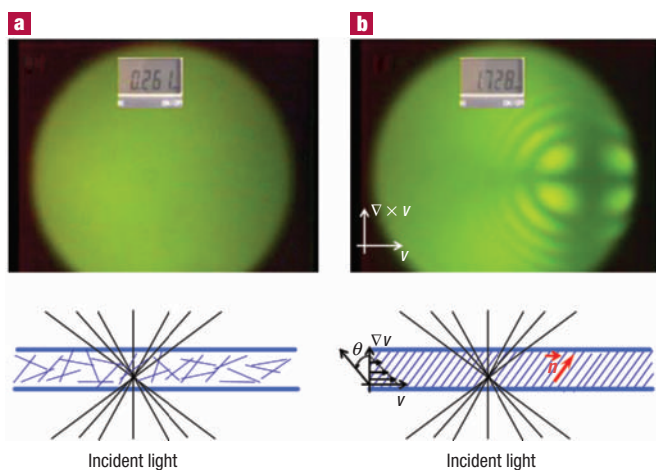 a
b
0.261
1.728
∇ × v
v
θ
∇v
n
v
Incident light
Incident light